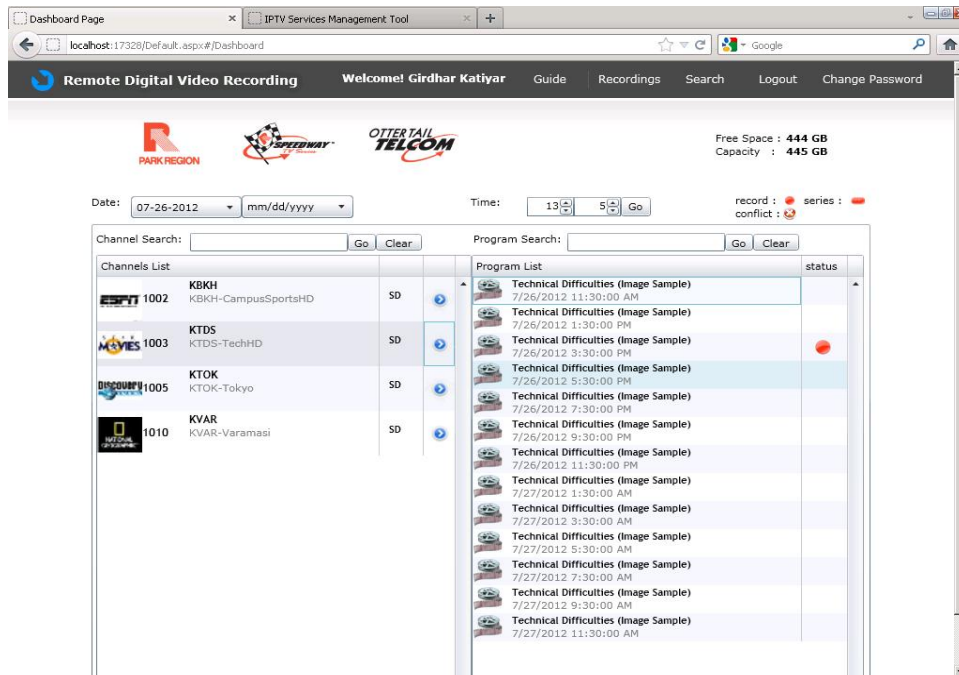 Dashboard Page
IPTV Services Management Tool
localhost:17328/Default.aspx#/Dashboard
Google
Remote Digital Video Recording
Welcome! Girdhar Katiyar
Guide
Recordings
Search
Logout
Change Password
PARK REGION
SPEEDWAY
OTTER TAIL
TELCOM
Free Space : 444 GB
Capacity : 445 GB
Date:
07-26-2012
mm/dd/yyyy
Time:
13
5
Go
record :
series :
conflict :
Channel Search:
Go
Clear
Program Search:
Go
Clear
Channels List
ESPN
1002
KBKH
KBKH-CampusSportsHD
SD
MOVIES
1003
KTDS
KTDS-TechHD
SD
DISCOVERY
1005
KTOK
KTOK-Tokyo
SD
NATIONAL
GEOGRAPHIC
1010
KVAR
KVAR-Varamasi
SD
Program List
status
Technical Difficulties (Image Sample)
7/26/2012 11:30:00 AM
Technical Difficulties (Image Sample)
7/26/2012 1:30:00 PM
Technical Difficulties (Image Sample)
7/26/2012 3:30:00 PM
Technical Difficulties (Image Sample)
7/26/2012 5:30:00 PM
Technical Difficulties (Image Sample)
7/26/2012 7:30:00 PM
Technical Difficulties (Image Sample)
7/26/2012 9:30:00 PM
Technical Difficulties (Image Sample)
7/26/2012 11:30:00 PM
Technical Difficulties (Image Sample)
7/27/2012 1:30:00 AM
Technical Difficulties (Image Sample)
7/27/2012 3:30:00 AM
Technical Difficulties (Image Sample)
7/27/2012 5:30:00 AM
Technical Difficulties (Image Sample)
7/27/2012 7:30:00 AM
Technical Difficulties (Image Sample)
7/27/2012 9:30:00 AM
Technical Difficulties (Image Sample)
7/27/2012 11:30:00 AM